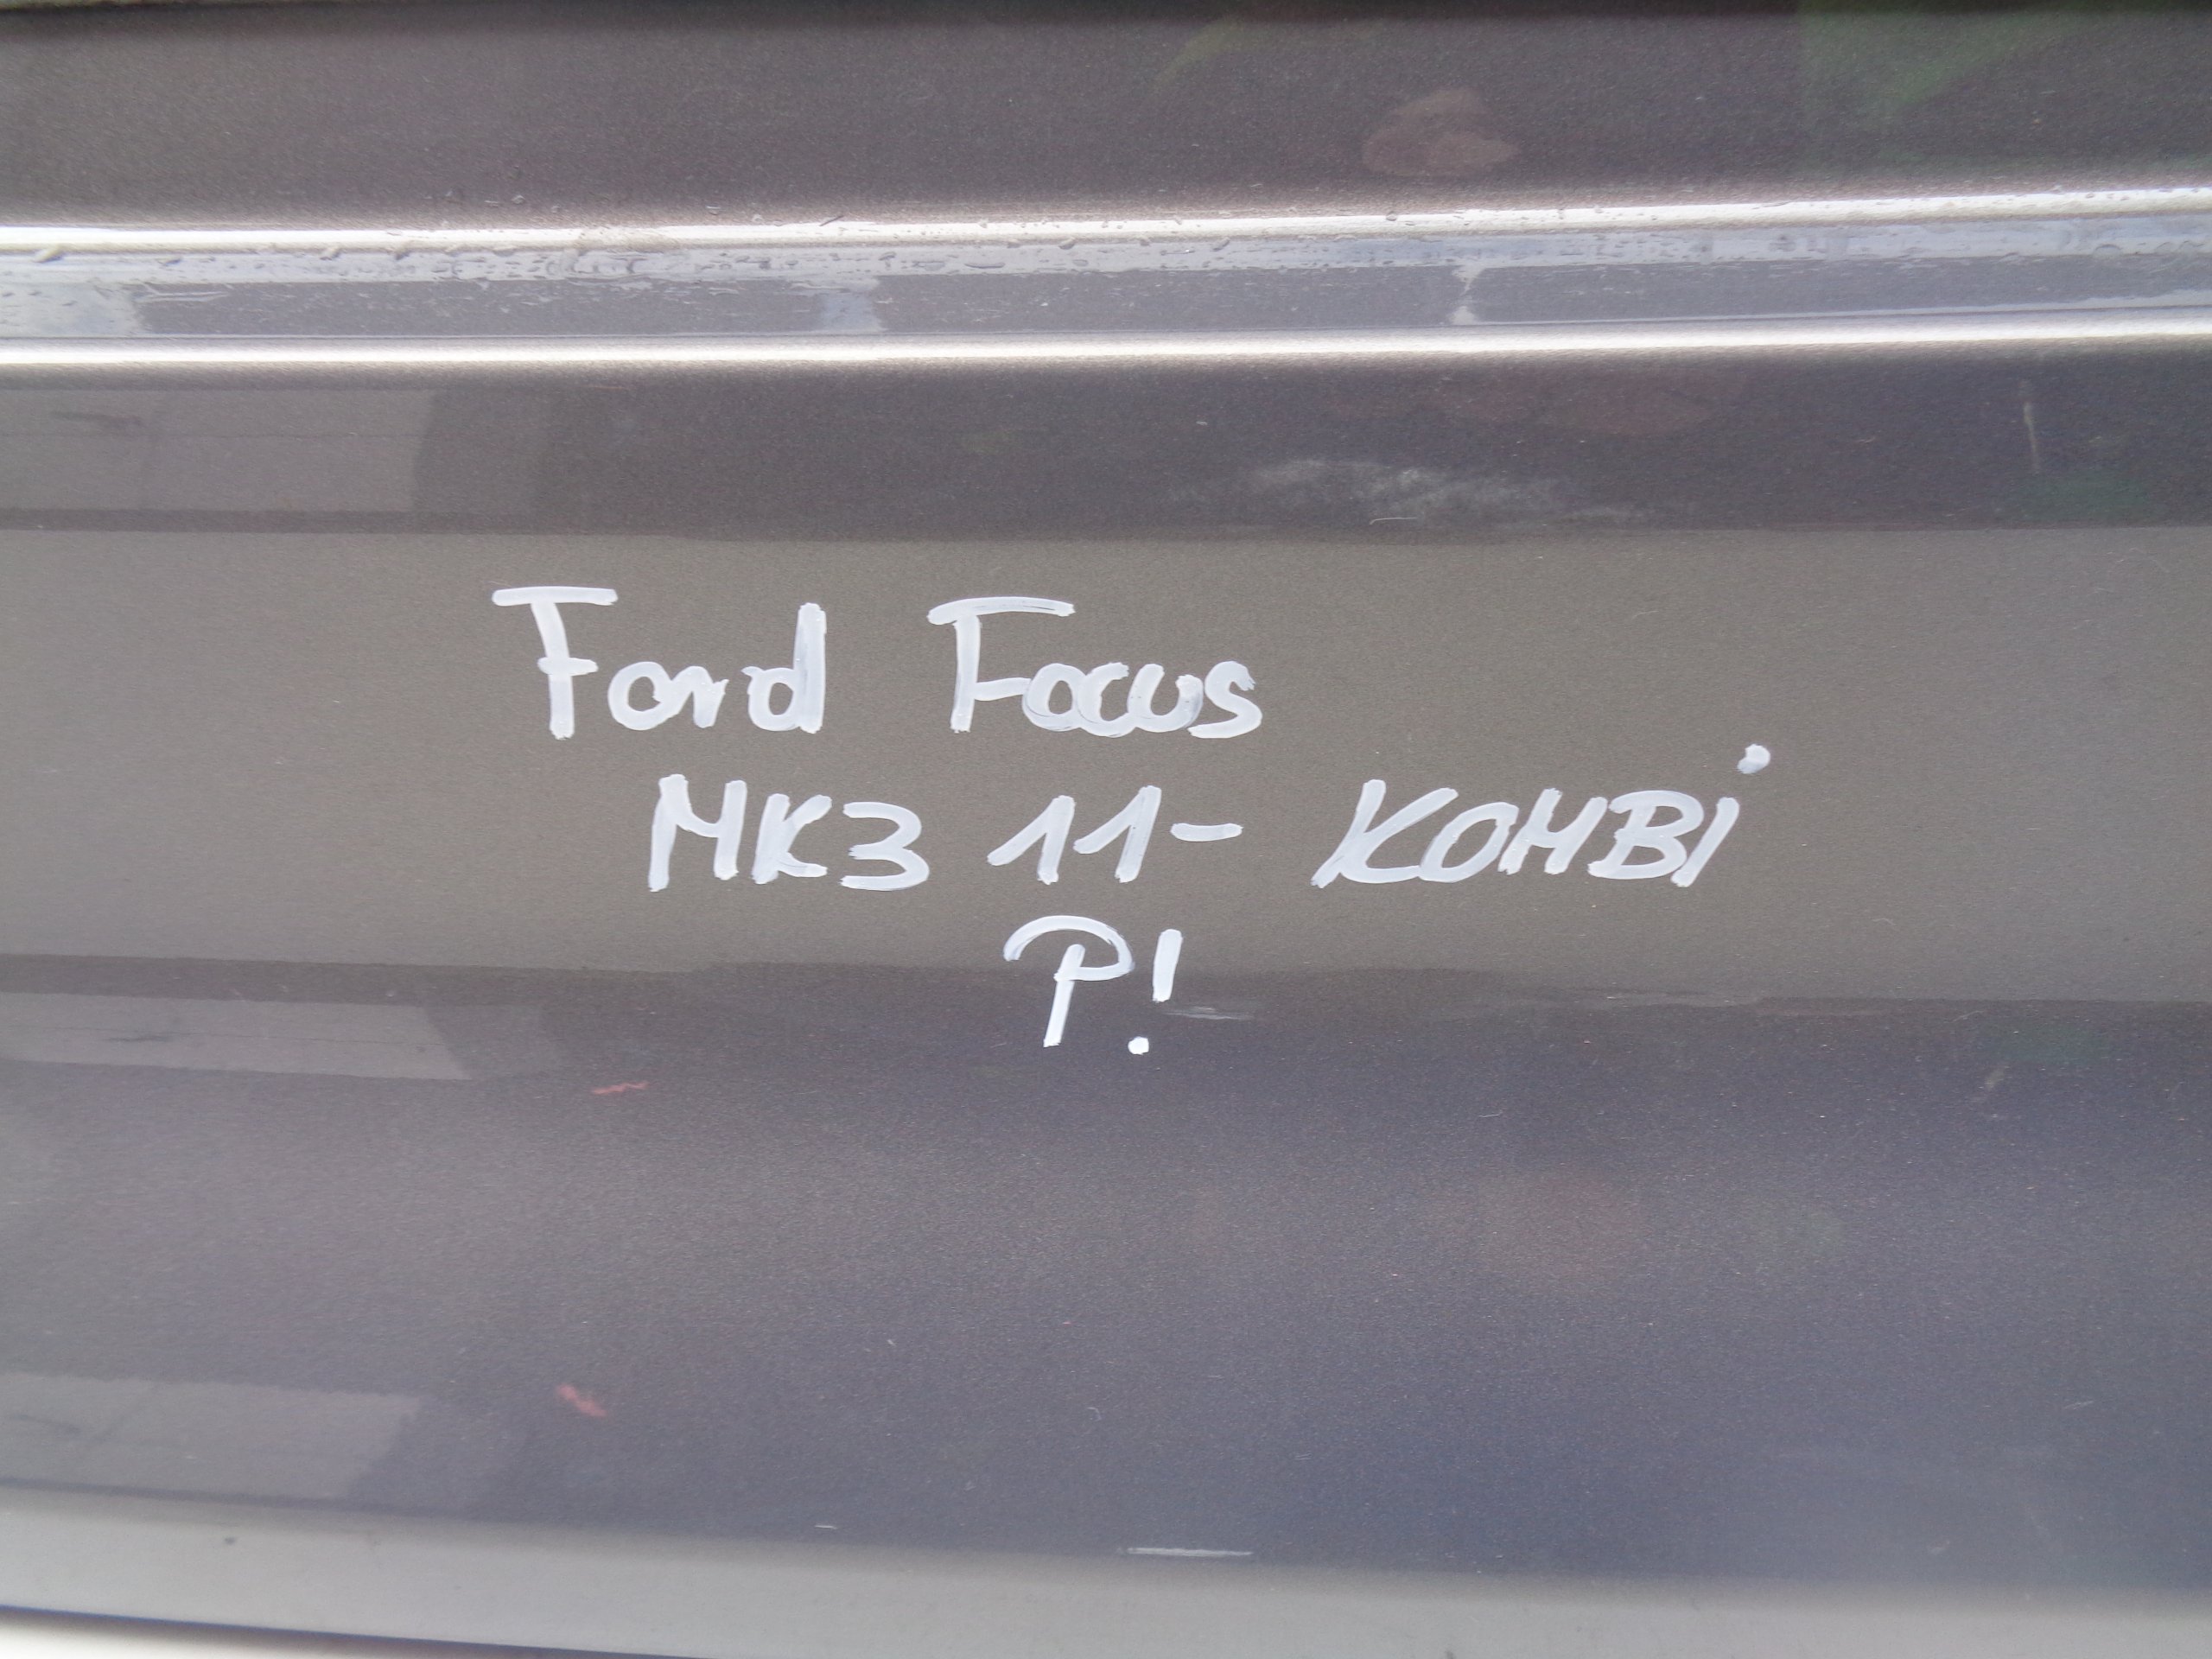 Ford Focus
MK3 11- KOMBi
P!